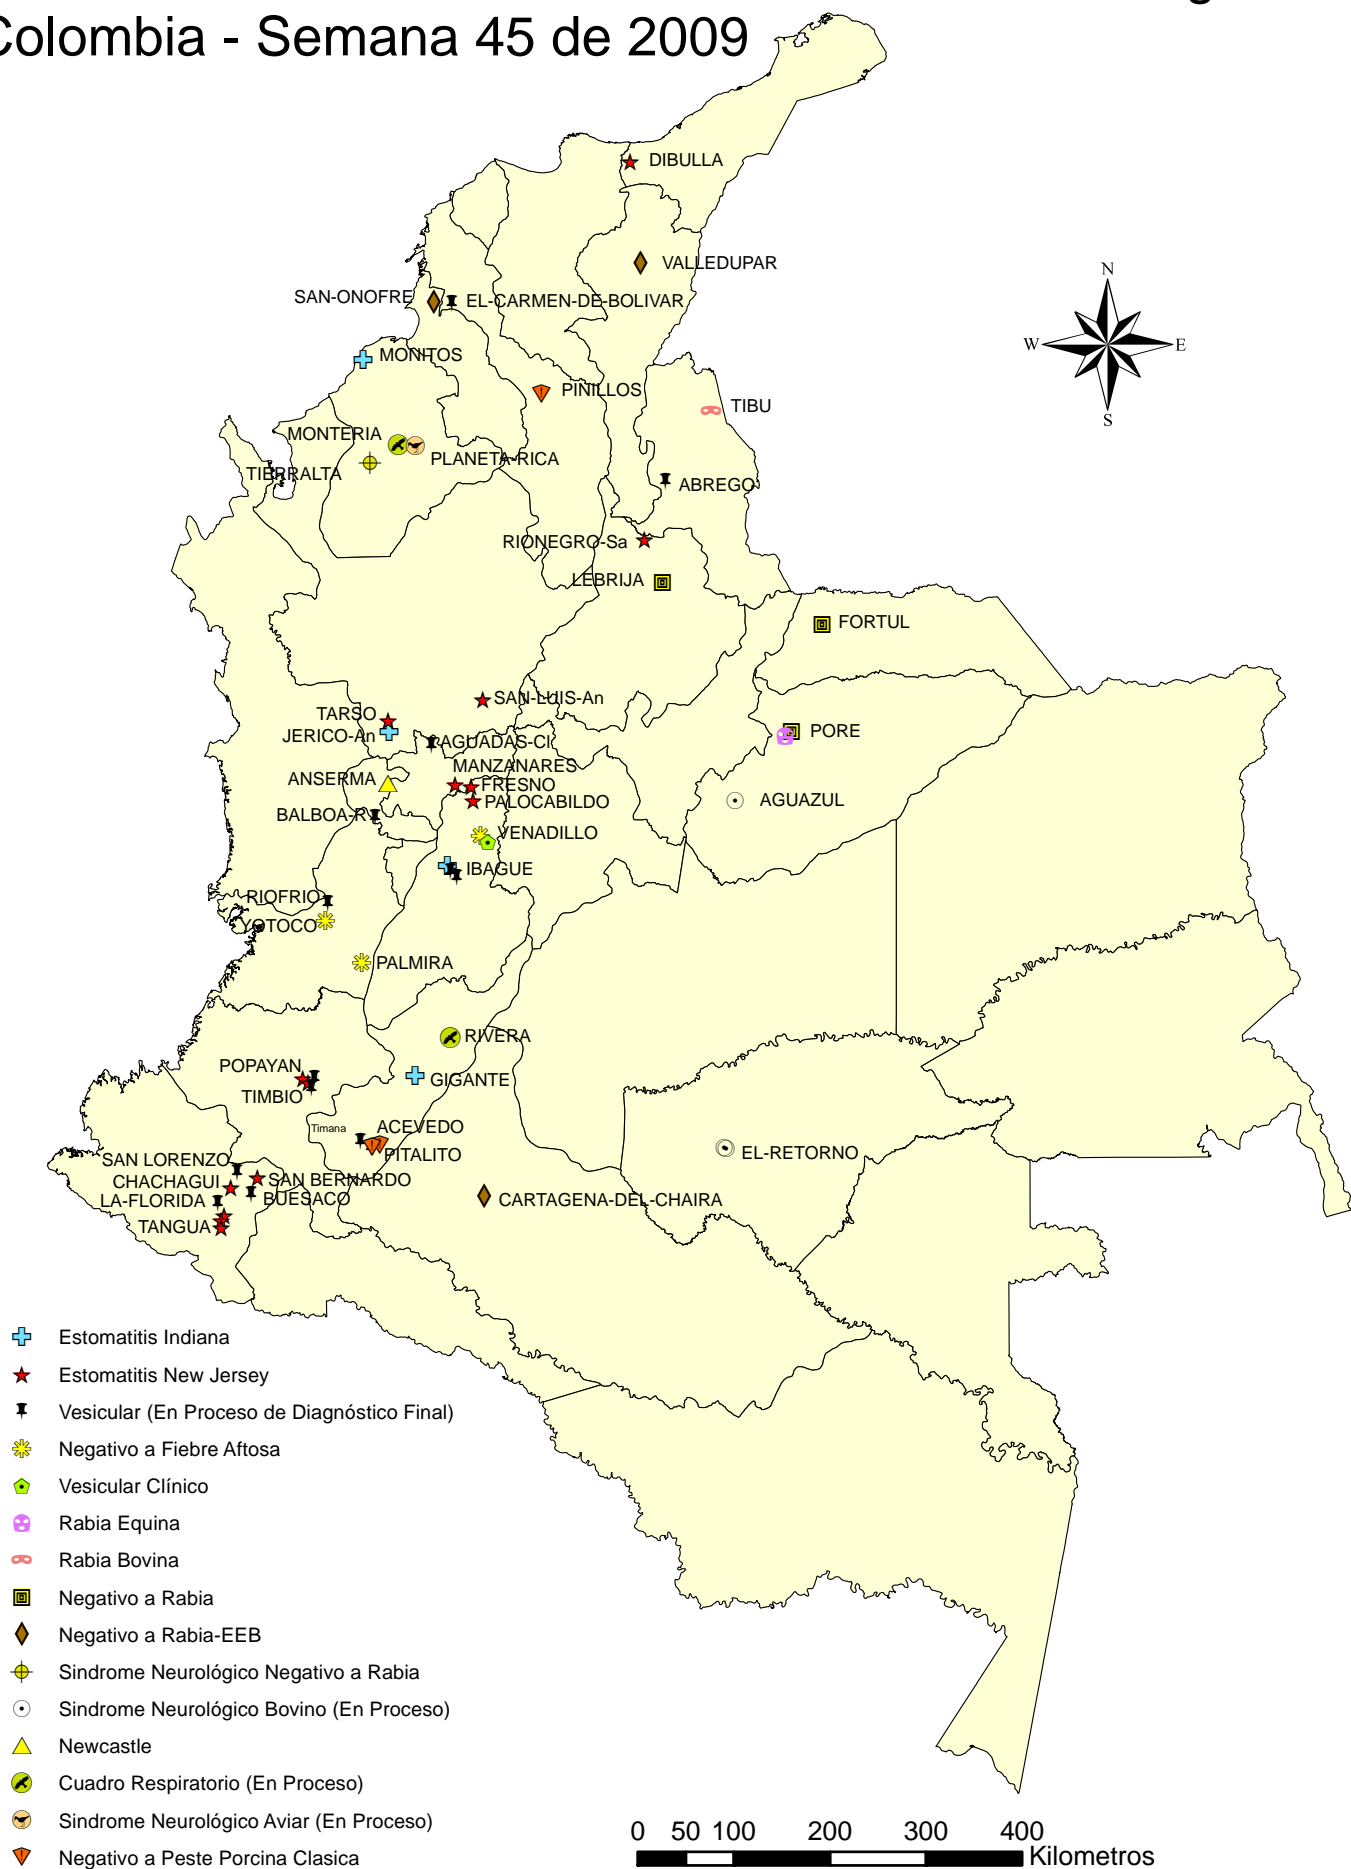 Colombia - Semana 45 de 2009
DIBULLA
VALLEDUPAR
SAN-ONOFRE
EL-CARMEN-DE-BOLIVAR
N
W
E
S
MONITOS
PINILLOS
TIBU
MONTERIA
PLANETA-RICA
TIERRALTA
ABREGO
RIONEGRO-Sa
LEBRIJA
FORTUL
SAN-LUIS-An
TARSO
JERICO-An
AGUADAS-Cl
PORE
MANZANARES
ANSERMA
FRESNO
PALOCABILDO
AGUAZUL
BALBOA-R
VENADILLO
IBAGUE
RIOFRIO
YOTOCO
PALMIRA
RIVERA
POPAYAN
GIGANTE
TIMBIO
Timana
ACEVEDO
PITALITO
EL-RETORNO
SAN LORENZO
CHACHAGUI
SAN BERNARDO
LA-FLORIDA
BUESACO
CARTAGENA-DEL-CHAIRA
TANGUA
Estomatitis Indiana
Estomatitis New Jersey
Vesicular (En Proceso de Diagnóstico Final)
Negativo a Fiebre Aftosa
Vesicular Clínico
Rabia Equina
Rabia Bovina
Negativo a Rabia
Negativo a Rabia-EEB
Sindrome Neurológico Negativo a Rabia
Sindrome Neurológico Bovino (En Proceso)
Newcastle
Cuadro Respiratorio (En Proceso)
Sindrome Neurológico Aviar (En Proceso)
Negativo a Peste Porcina Clasica
0 50 100 200 300 400
Kilometros